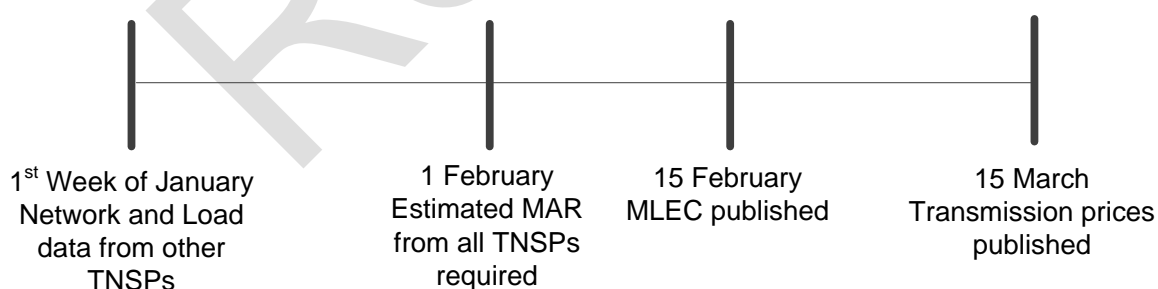 1st Week of January
Network and Load
data from other
TNSPs
1 February
Estimated MAR
from all TNSPs
required
15 February
MLEC published
15 March
Transmission prices
published